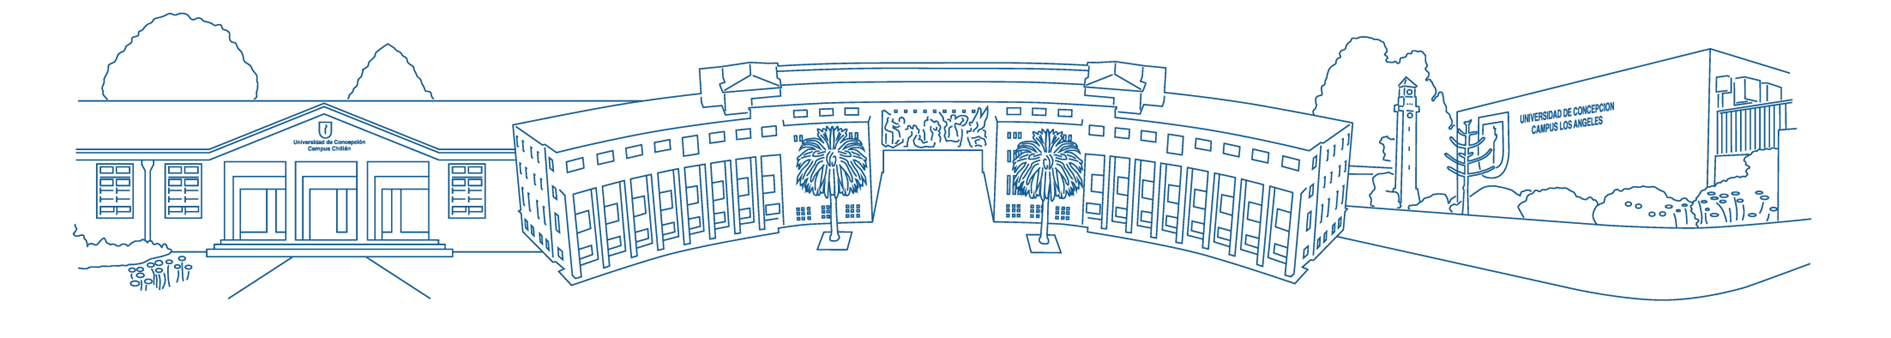 Universidad de Concepción
Campus Chillán
UNIVERSIDAD DE CONCEPCION
CAMPUS LOS ANGELES